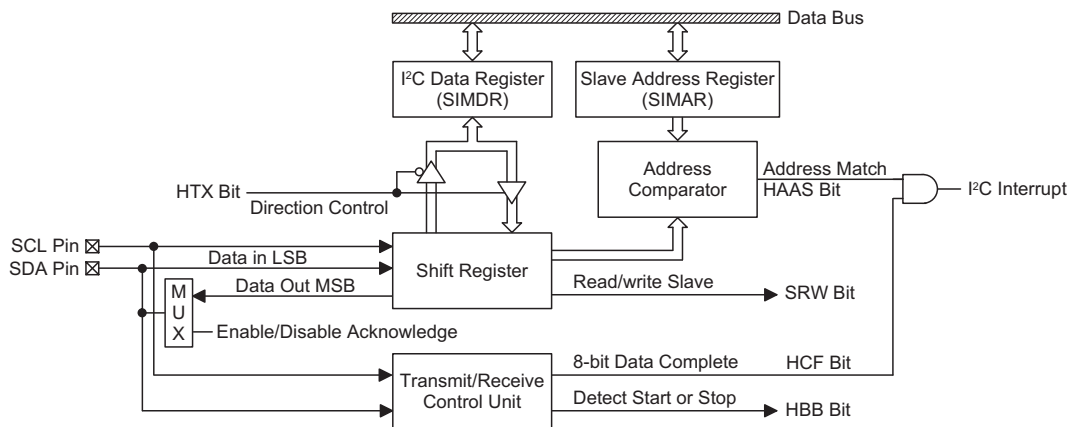 Data Bus
I²C Data Register
(SIMDR)
Slave Address Register
(SIMAR)
Address
Comparator
Address Match
HAAS Bit
I²C Interrupt
HTX Bit
Direction Control
SCL Pin
SDA Pin
Data in LSB
Shift Register
Data Out MSB
Read/write Slave
SRW Bit
M
U
X
Enable/Disable Acknowledge
Transmit/Receive
Control Unit
8-bit Data Complete
HCF Bit
Detect Start or Stop
HBB Bit